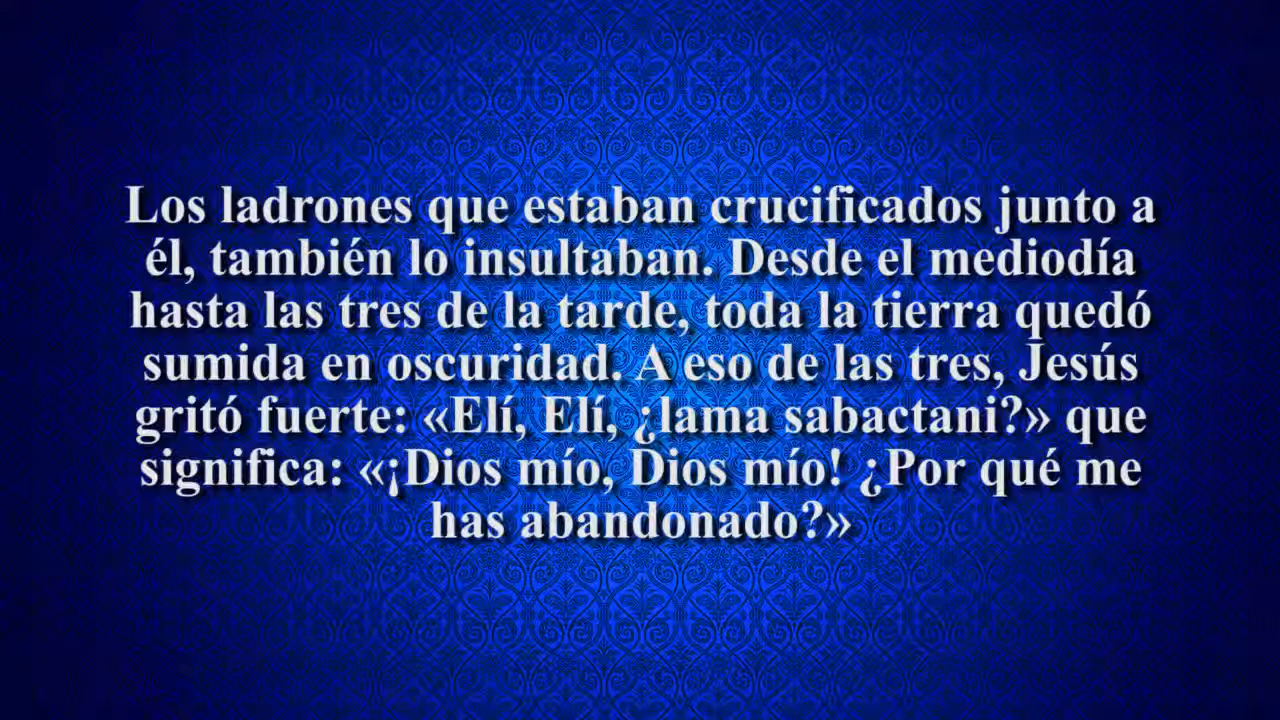 Los ladrones que estaban crucificados junto a
él, también lo insultaban. Desde el mediodía
hasta las tres de la tarde, toda la tierra quedó
sumida en oscuridad. A eso de las tres, Jesús
gritó fuerte: «Elí, Elí, ¿lama sabactani?» que
significa: «¡Dios mío, Dios mío! ¿Por qué me
has abandonado?»